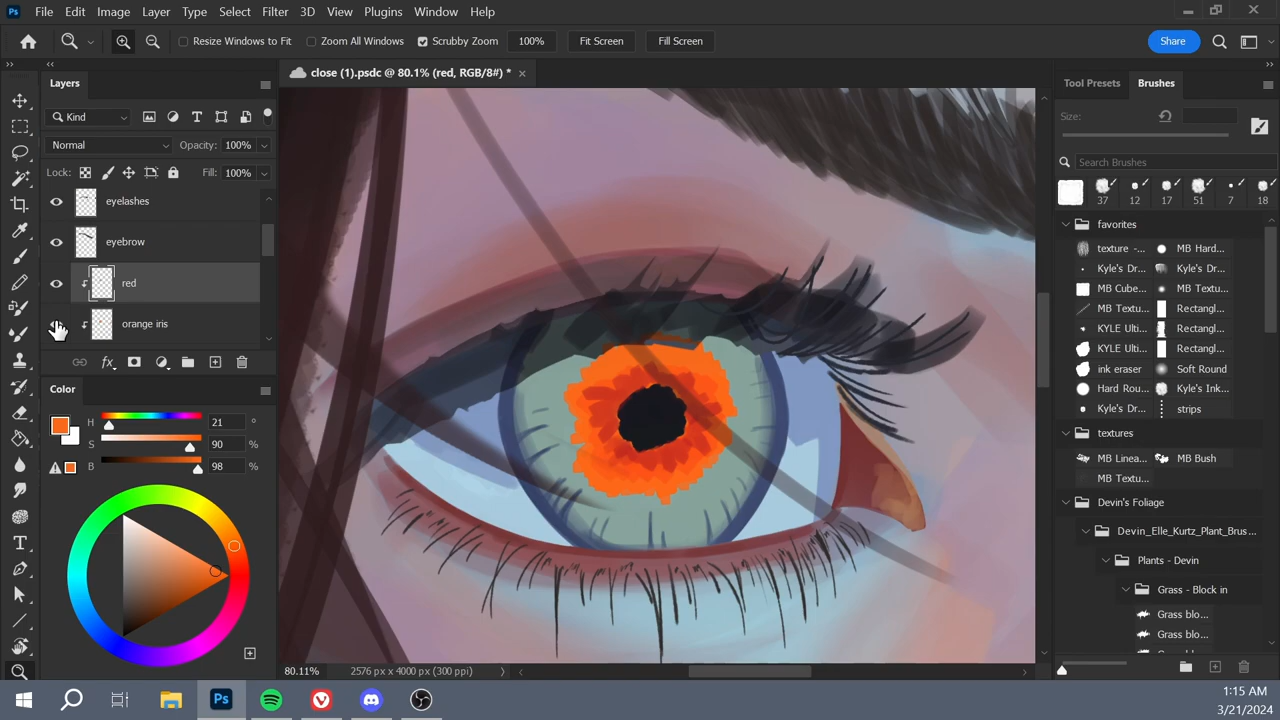 Ps File Edit Image Layer Type Select Filter 3D View Plugins Window Help
Resize Windows to Fit Zoom All Windows Scrubby Zoom 100% Fit Screen Fill Screen Share
Layers
close (1).psdc @ 80.1% (red, RGB/8#) *
Tool Presets Brushes
Kind
Size:
Normal Opacity: 100%
Search Brushes
Lock: Fill: 100%
37 12 17 51 7 18
eyelashes
favorites
eyebrow
texture -... MB Hard...
Kyle's Dr... Kyle's Dr...
red
MB Cube... MB Textu...
MB Textu... Rectangl...
orange iris
KYLE Ulti... Rectangl...
KYLE Ulti... Rectangl...
fx
ink eraser Soft Round
Color
Hard Rou... Kyle's Ink...
Kyle's Dr... strips
H 21 °
textures
S 90 %
MB Linea... MB Bush
B 98 %
MB Textu...
Devin's Foliage
Devin_Elle_Kurtz_Plant_Brus...
Plants - Devin
Grass - Block in
Grass blo...
Grass blo...
80.11% 2576 px x 4000 px (300 ppi)
Ps
1:15 AM
3/21/2024